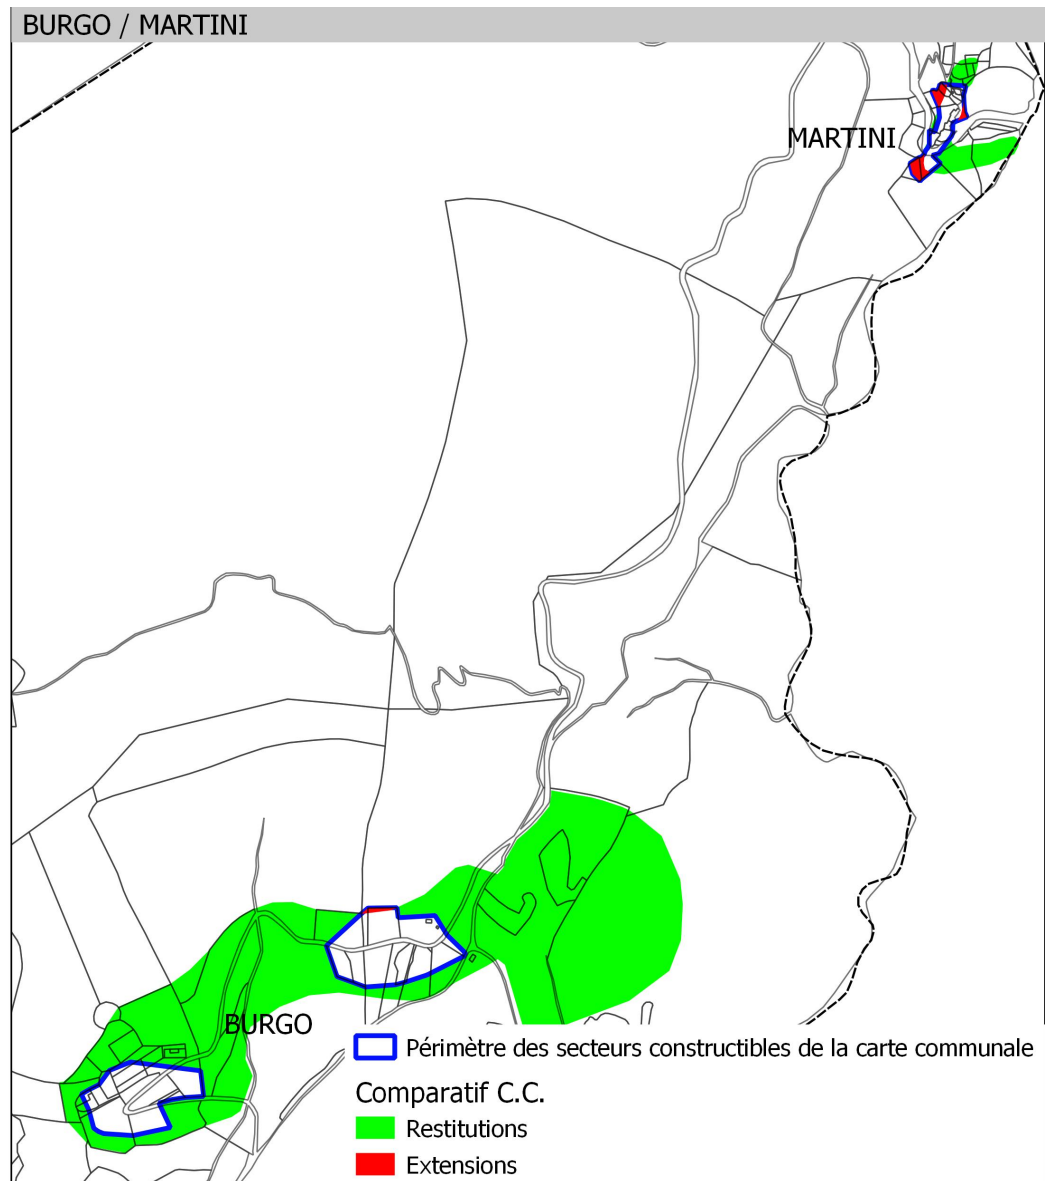 BURGO / MARTINI
MARTINI
BURGO
Périmètre des secteurs constructibles de la carte communale
Comparatif C.C.
Restitutions
Extensions